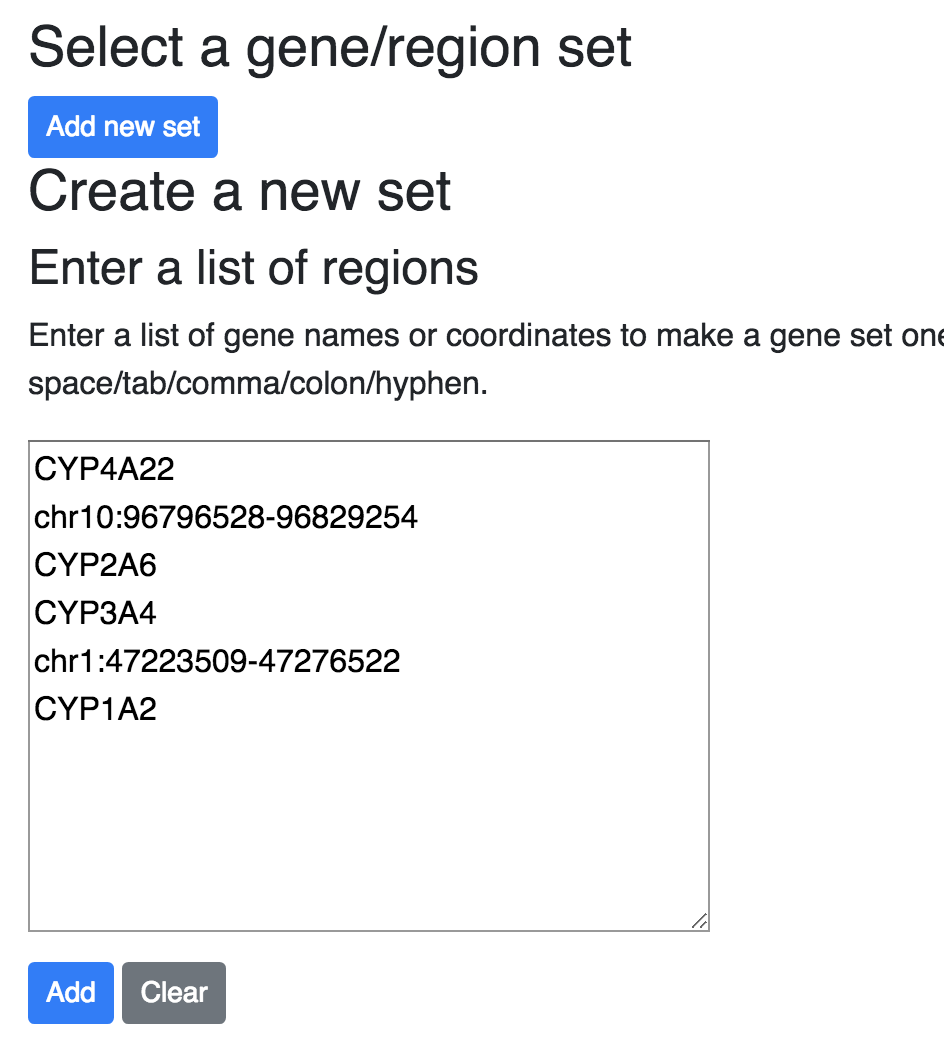 Select a gene/region set
Add new set
Create a new set
Enter a list of regions
Enter a list of gene names or coordinates to make a gene set one
space/tab/comma/colon/hyphen.
CYP4A22
chr10:96796528-96829254
CYP2A6
CYP3A4
chr1:47223509-47276522
CYP1A2
Add
Clear